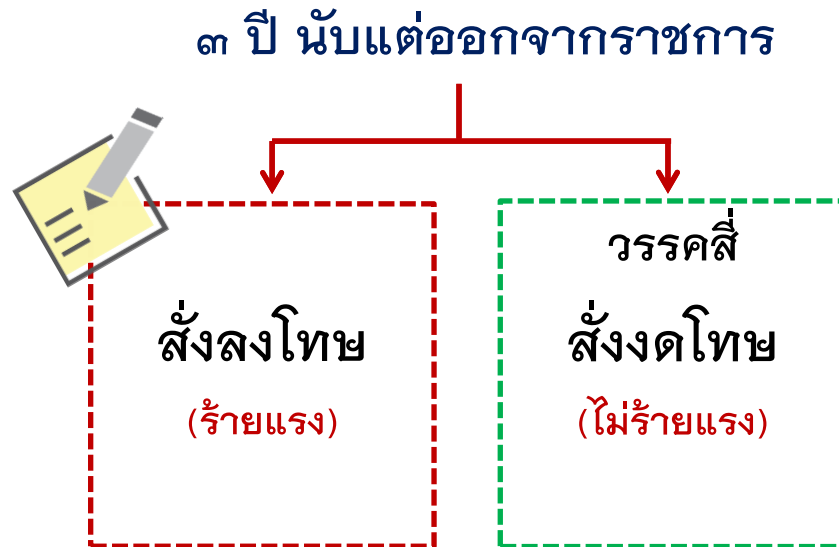 ๓ ปี นับแต่ออกจากราชการ
สั่งลงโทษ
(ร้ายแรง)
วรรคสี่
สั่งงดโทษ
(ไม่ร้ายแรง)